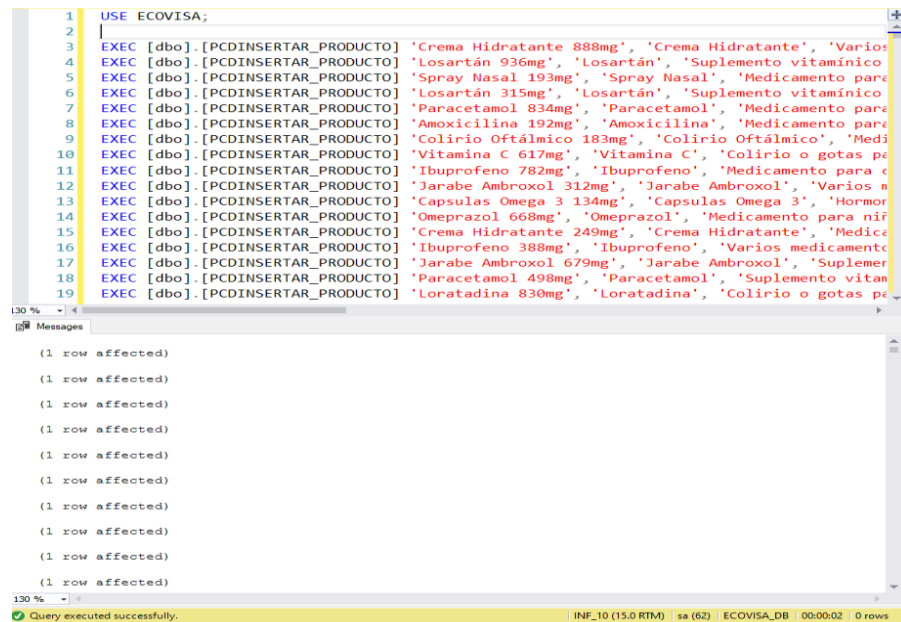 1 USE ECOVISA;
2
3 EXEC [dbo].[PCDINSERTAR_PRODUCTO] 'Crema Hidratante 888mg', 'Crema Hidratante', 'Varios
4 EXEC [dbo].[PCDINSERTAR_PRODUCTO] 'Losartán 936mg', 'Losartán', 'Suplemento vitamínico
5 EXEC [dbo].[PCDINSERTAR_PRODUCTO] 'Spray Nasal 193mg', 'Spray Nasal', 'Medicamento para
6 EXEC [dbo].[PCDINSERTAR_PRODUCTO] 'Losartán 315mg', 'Losartán', 'Suplemento vitamínico
7 EXEC [dbo].[PCDINSERTAR_PRODUCTO] 'Paracetamol 834mg', 'Paracetamol', 'Medicamento para
8 EXEC [dbo].[PCDINSERTAR_PRODUCTO] 'Amoxicilina 192mg', 'Amoxicilina', 'Medicamento para
9 EXEC [dbo].[PCDINSERTAR_PRODUCTO] 'Colirio Oftálmico 183mg', 'Colirio Oftálmico', 'Medi
10 EXEC [dbo].[PCDINSERTAR_PRODUCTO] 'Vitamina C 617mg', 'Vitamina C', 'Colirio o gotas pa
11 EXEC [dbo].[PCDINSERTAR_PRODUCTO] 'Ibuprofeno 782mg', 'Ibuprofeno', 'Medicamento para
12 EXEC [dbo].[PCDINSERTAR_PRODUCTO] 'Jarabe Ambroxol 312mg', 'Jarabe Ambroxol', 'Varios m
13 EXEC [dbo].[PCDINSERTAR_PRODUCTO] 'Capsulas Omega 3 134mg', 'Capsulas Omega 3', 'Hormon
14 EXEC [dbo].[PCDINSERTAR_PRODUCTO] 'Omeprazol 668mg', 'Omeprazol', 'Medicamento para niñ
15 EXEC [dbo].[PCDINSERTAR_PRODUCTO] 'Crema Hidratante 249mg', 'Crema Hidratante', 'Medica
16 EXEC [dbo].[PCDINSERTAR_PRODUCTO] 'Ibuprofeno 388mg', 'Ibuprofeno', 'Varios medicamento
17 EXEC [dbo].[PCDINSERTAR_PRODUCTO] 'Jarabe Ambroxol 679mg', 'Jarabe Ambroxol', 'Suplemen
18 EXEC [dbo].[PCDINSERTAR_PRODUCTO] 'Paracetamol 498mg', 'Paracetamol', 'Suplemento vitam
19 EXEC [dbo].[PCDINSERTAR_PRODUCTO] 'Loratadina 830mg', 'Loratadina', 'Colirio o gotas pa
130 %
Messages
(1 row affected)
(1 row affected)
(1 row affected)
(1 row affected)
(1 row affected)
(1 row affected)
(1 row affected)
(1 row affected)
(1 row affected)
(1 row affected)
130 %
Query executed successfully. INF_10 (15.0 RTM) sa (62) ECOVISA_DB 00:00:02 0 rows